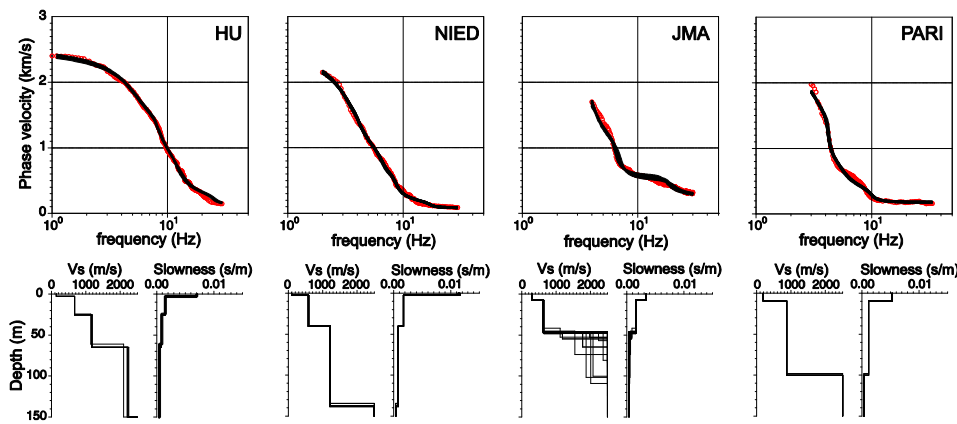 HU NIED JMA PARI
Phase velocity (km/s)
3
2
1
0
10⁰ 10¹ 10⁰ 10¹ 10⁰ 10¹ 10⁰ 10¹
frequency (Hz) frequency (Hz) frequency (Hz) frequency (Hz)
Vs (m/s) Slowness (s/m) Vs (m/s) Slowness (s/m) Vs (m/s) Slowness (s/m) Vs (m/s) Slowness (s/m)
0 1000 2000 0.00 0.01 0 1000 2000 0.00 0.01 0 1000 2000 0.00 0.01 0 1000 2000 0.00 0.01
Depth (m)
0
50
100
150